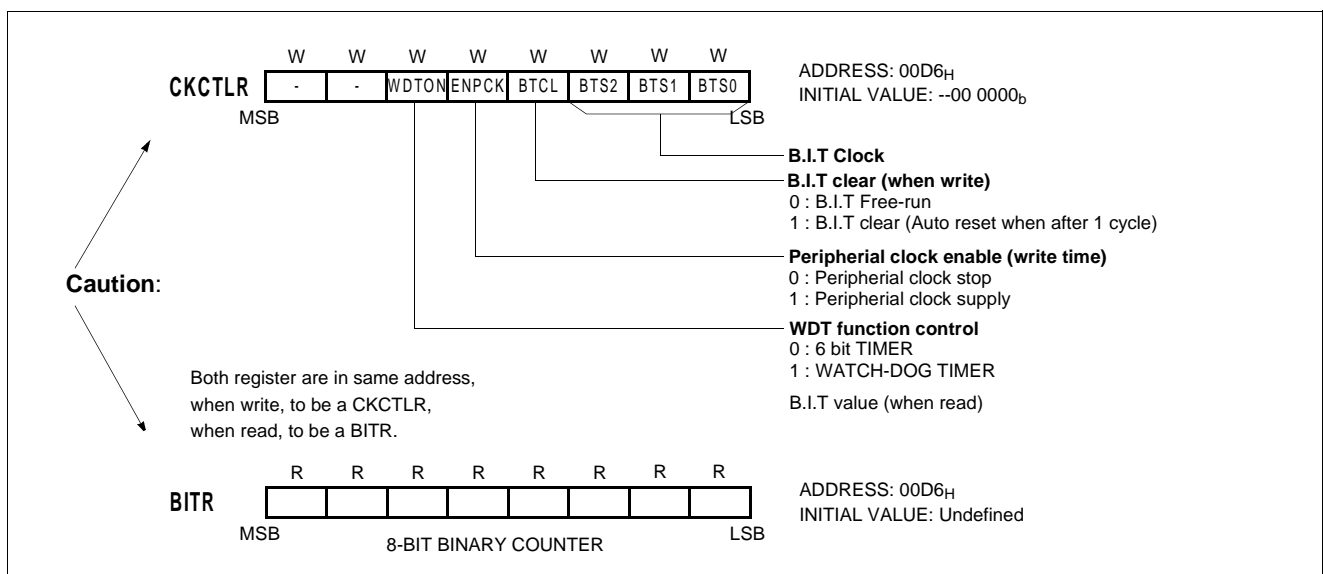 W W W W W W W W
CKCTLR - - WDTON ENPCK BTCL BTS2 BTS1 BTS0
MSB LSB
ADDRESS: 00D6H
INITIAL VALUE: --00 0000b
B.I.T Clock
B.I.T clear (when write)
0 : B.I.T Free-run
1 : B.I.T clear (Auto reset when after 1 cycle)
Peripherial clock enable (write time)
0 : Peripherial clock stop
1 : Peripherial clock supply
WDT function control
0 : 6 bit TIMER
1 : WATCH-DOG TIMER
B.I.T value (when read)
Caution:
Both register are in same address,
when write, to be a CKCTLR,
when read, to be a BITR.
R R R R R R R R
BITR
MSB LSB
8-BIT BINARY COUNTER
ADDRESS: 00D6H
INITIAL VALUE: Undefined